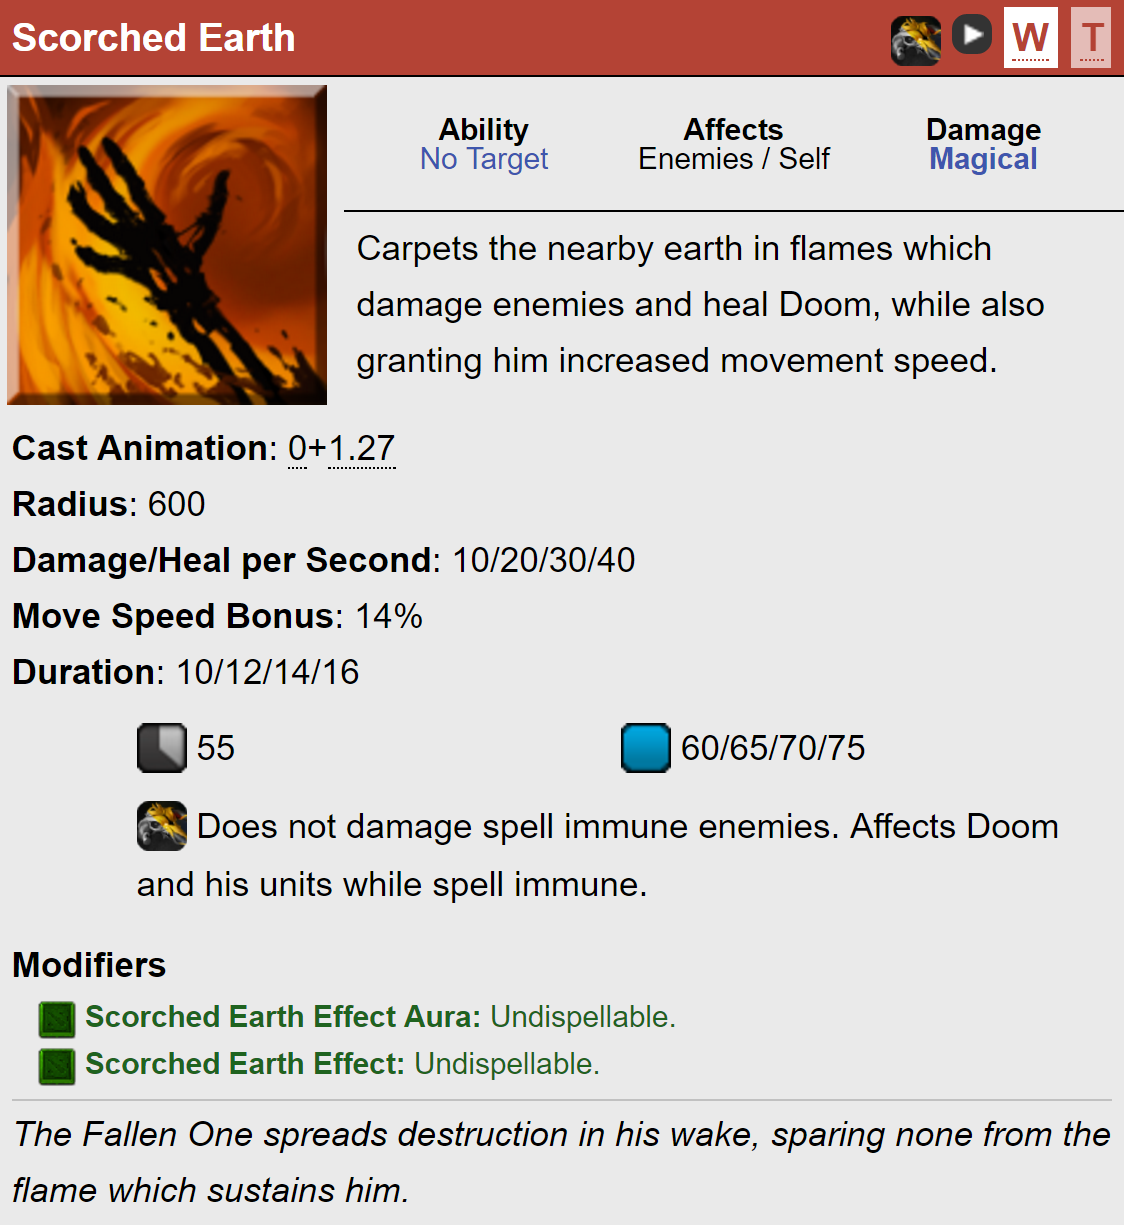 Scorched Earth
W T
Ability Affects Damage
No Target Enemies / Self Magical
Carpets the nearby earth in flames which
damage enemies and heal Doom, while also
granting him increased movement speed.
Cast Animation: 0+1.27
Radius: 600
Damage/Heal per Second: 10/20/30/40
Move Speed Bonus: 14%
Duration: 10/12/14/16
55 60/65/70/75
Does not damage spell immune enemies. Affects Doom
and his units while spell immune.
Modifiers
Scorched Earth Effect Aura: Undispellable.
Scorched Earth Effect: Undispellable.
The Fallen One spreads destruction in his wake, sparing none from the
flame which sustains him.